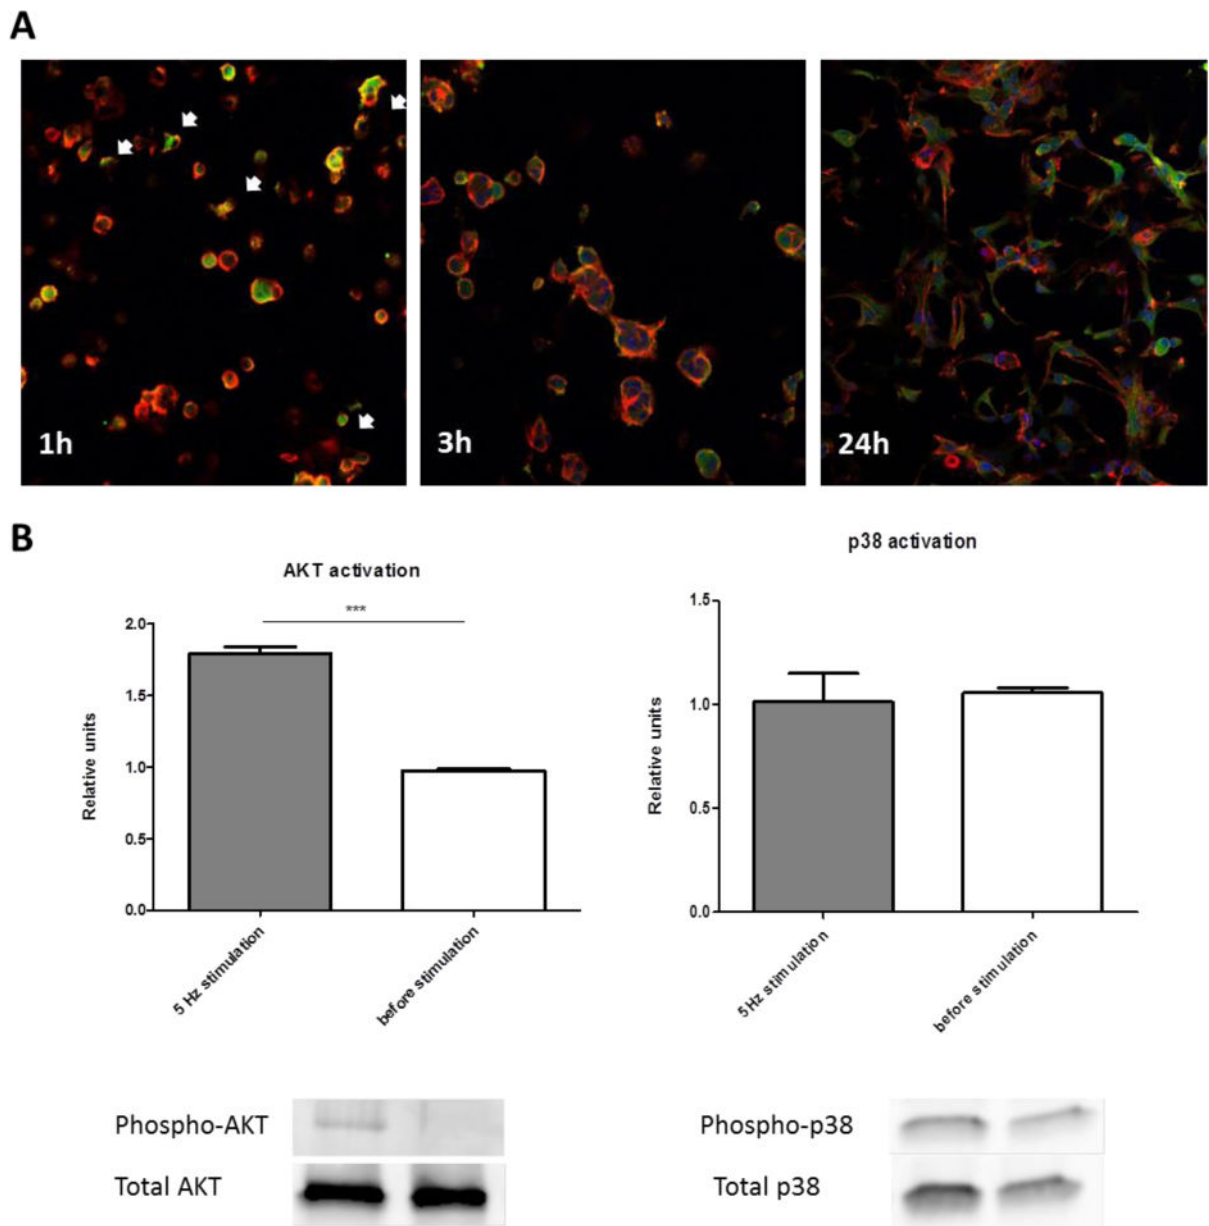 A
1h
3h
24h
B
AKT activation
***
2.0
1.5
1.0
0.5
0.0
Relative units
5 Hz stimulation
before stimulation
p38 activation
1.5
1.0
0.5
0.0
Relative units
5Hz stimulation
before stimulation
Phospho-AKT
Total AKT
Phospho-p38
Total p38